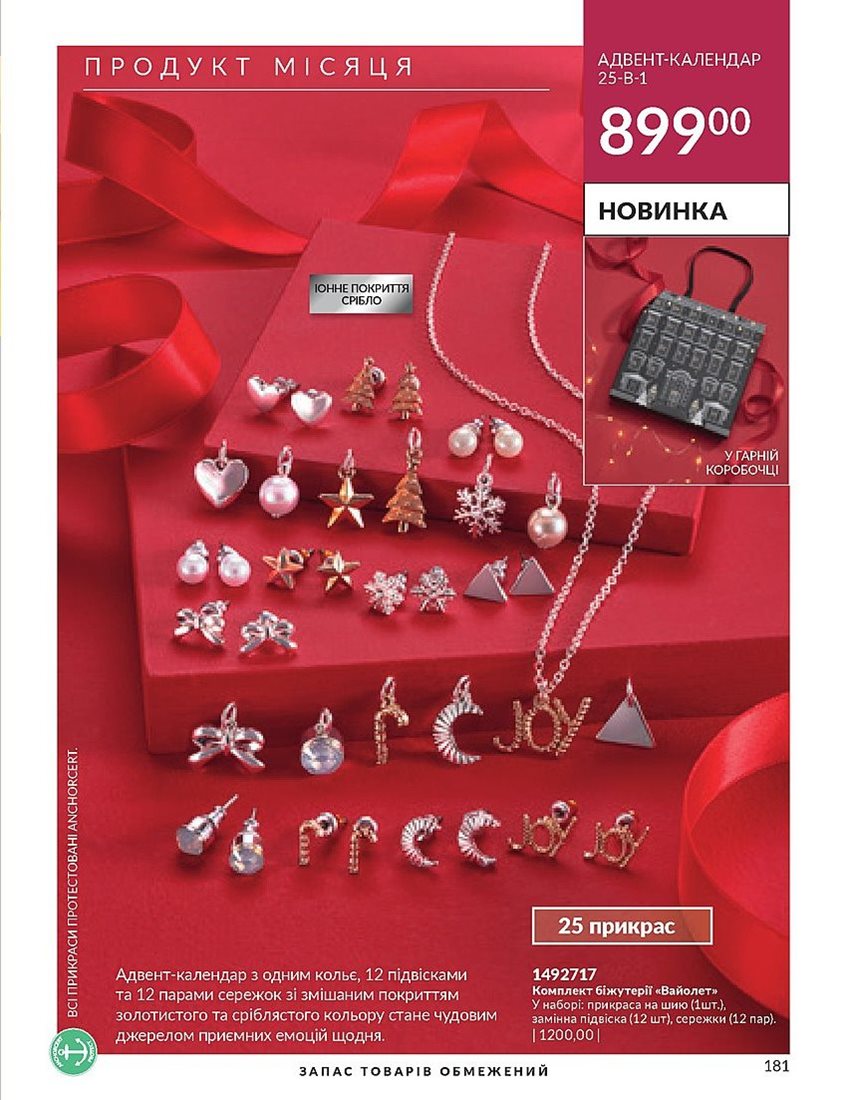 ПРОДУКТ МІСЯЦЯ
АДВЕНТ-КАЛЕНДАР
25-В-1
899⁰⁰
НОВИНКА
ІОННЕ ПОКРИТТЯ
СРІБЛО
У ГАРНІЙ
КОРОБОЧЦІ
JOY
JOY
JOY
ВСІ ПРИКРАСИ ПРОТЕСТОВАНІ ANCHORCERT.
25 прикрас
Адвент-календар з одним кольє, 12 підвісками
та 12 парами сережок зі змішаним покриттям
золотистого та сріблястого кольору стане чудовим
джерелом приємних емоцій щодня.
1492717
Комплект біжутерії «Вайолет»
У наборі: прикраса на шию (1шт.),
замінна підвіска (12 шт), сережки (12 пар).
| 1200,00 |
ЗАПАС ТОВАРІВ ОБМЕЖЕНИЙ
181